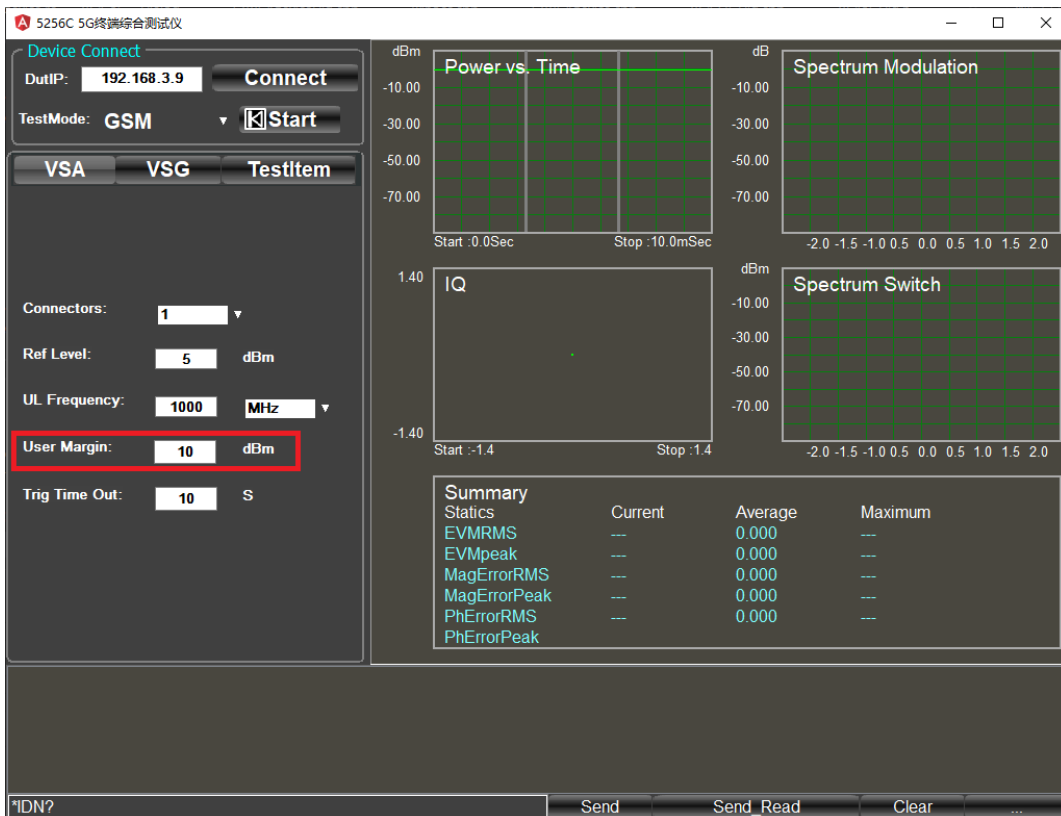 5256C 5G终端综合测试仪
Device Connect
DutIP: 192.168.3.9 Connect
TestMode: GSM Start
VSA VSG TestItem
Connectors: 1
Ref Level: 5 dBm
UL Frequency: 1000 MHz
User Margin: 10 dBm
Trig Time Out: 10 S
dBm
Power vs. Time
-10.00
-30.00
-50.00
-70.00
Start :0.0Sec Stop :10.0mSec
dB
Spectrum Modulation
-10.00
-30.00
-50.00
-70.00
-2.0 -1.5 -1.0 0.5 0.0 0.5 1.0 1.5 2.0
1.40
IQ
-1.40
Start :-1.4 Stop :1.4
dBm
Spectrum Switch
-10.00
-30.00
-50.00
-70.00
-2.0 -1.5 -1.0 0.5 0.0 0.5 1.0 1.5 2.0
Summary
Statics Current Average Maximum
EVMRMS --- 0.000 ---
EVMpeak --- 0.000 ---
MagErrorRMS --- 0.000 ---
MagErrorPeak --- 0.000 ---
PhErrorRMS --- 0.000 ---
PhErrorPeak
*IDN? Send Send_Read Clear ...